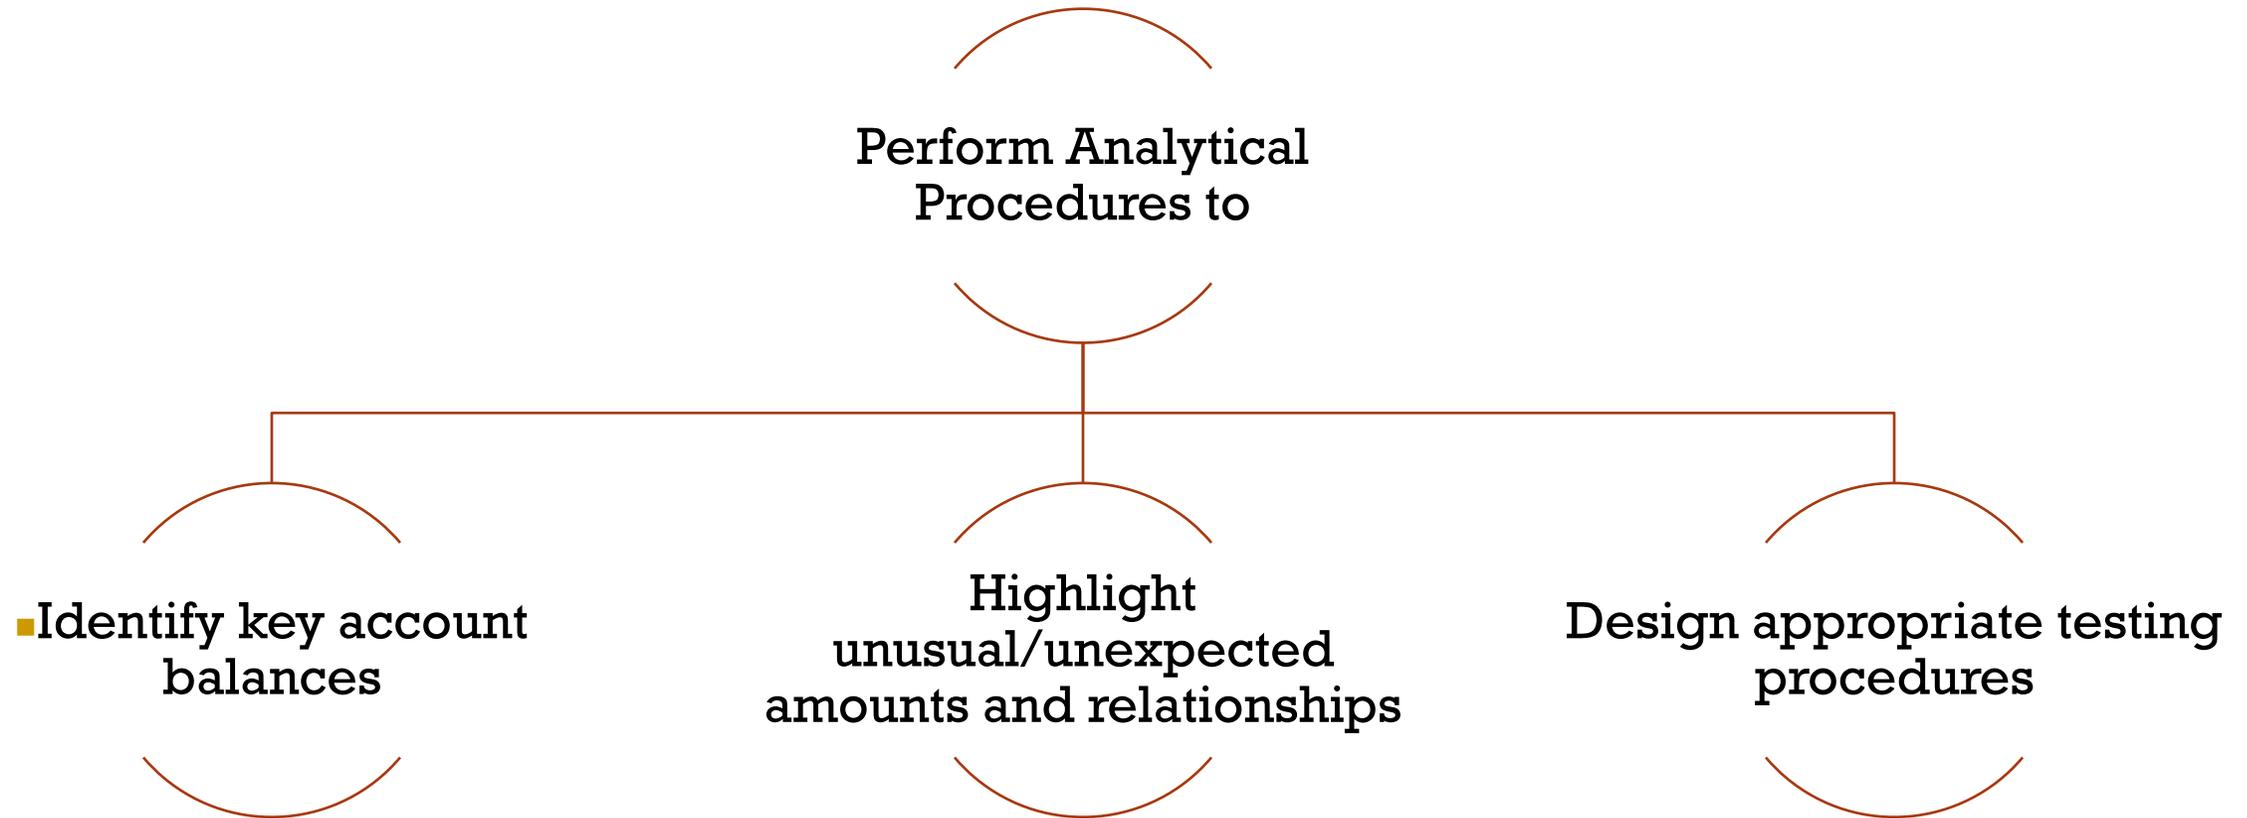 Perform Analytical
Procedures to
Identify key account
balances
Highlight
unusual/unexpected
amounts and relationships
Design appropriate testing
procedures